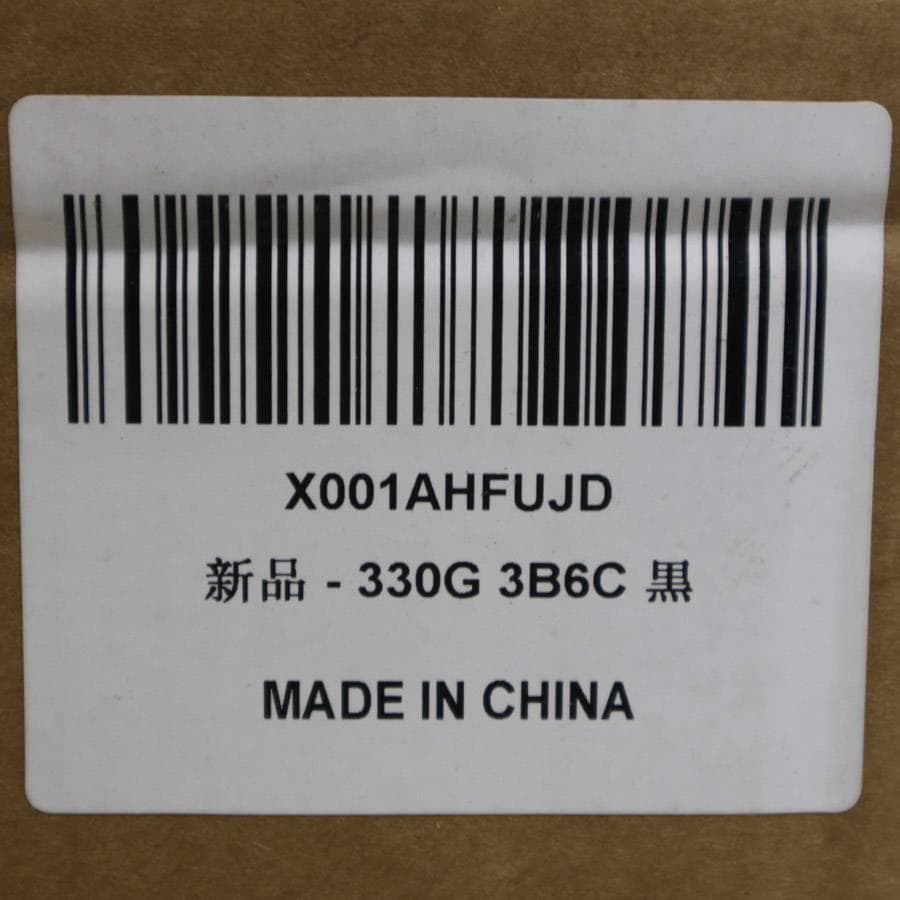 X001AHFUJD
新品 - 330G 3B6C 黒
MADE IN CHINA